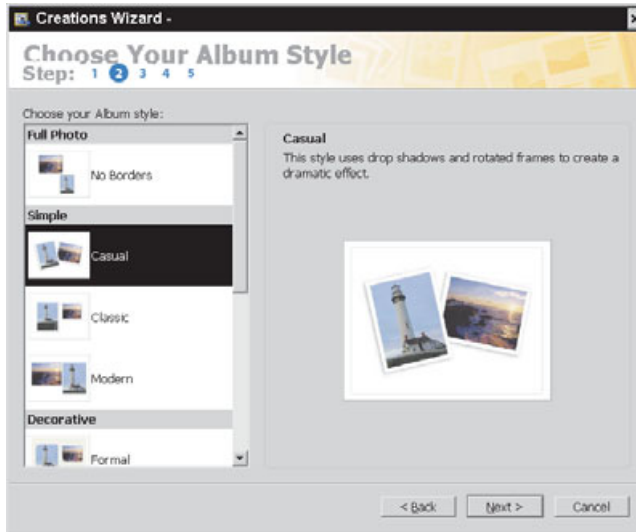 Creations Wizard -
Choose Your Album Style
Step: 1 2 3 4 5
Choose your Album style:
Full Photo
No Borders
Simple
Casual
Classic
Modern
Decorative
Formal
Casual
This style uses drop shadows and rotated frames to create a
dramatic effect.
< Back
Next >
Cancel